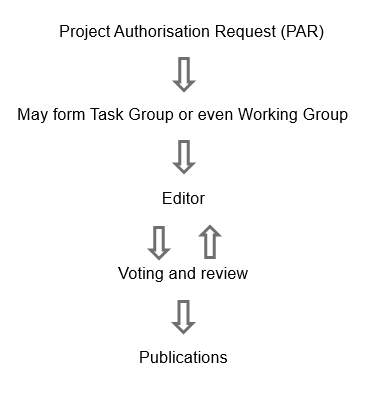 Project Authorisation Request (PAR)
May form Task Group or even Working Group
Editor
Voting and review
Publications